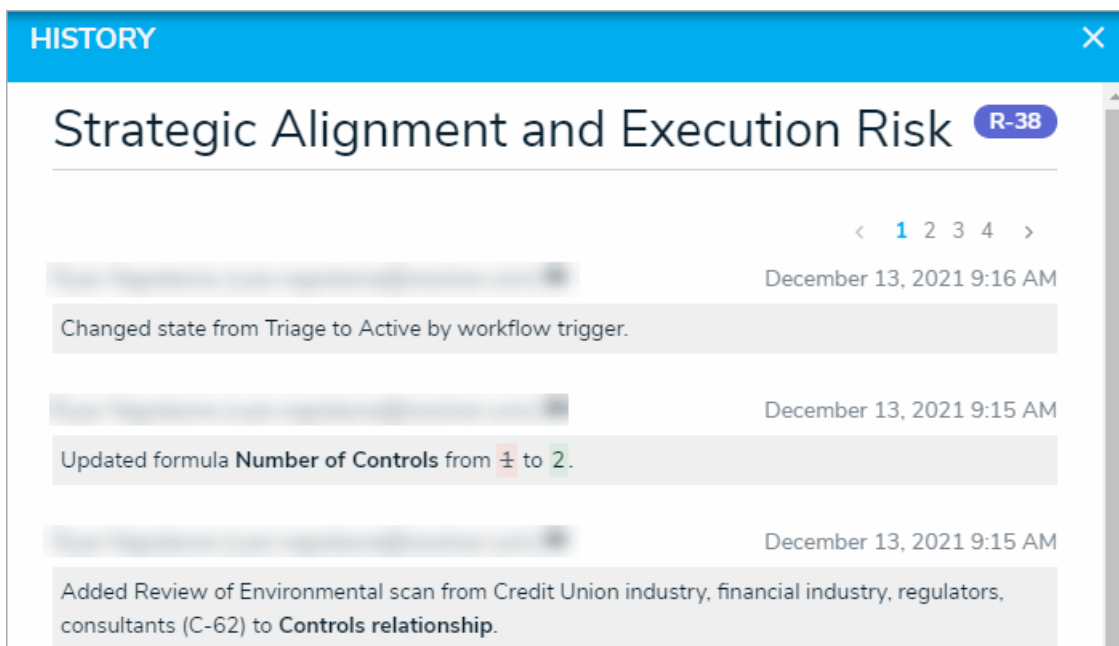 HISTORY
Strategic Alignment and Execution Risk R-38
1 2 3 4
December 13, 2021 9:16 AM
Changed state from Triage to Active by workflow trigger.
December 13, 2021 9:15 AM
Updated formula Number of Controls from 1 to 2.
December 13, 2021 9:15 AM
Added Review of Environmental scan from Credit Union industry, financial industry, regulators,
consultants (C-62) to Controls relationship.